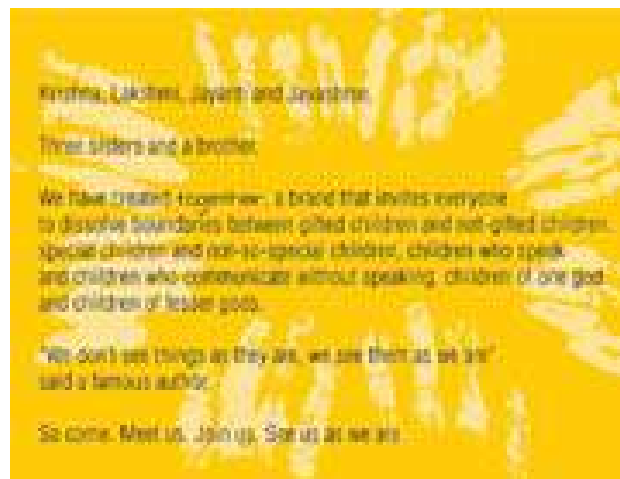 Krishna, Lakshmi, Jayanti and Jayashree.
Three sisters and a brother.
We have created together, a brand that invites everyone
to dissolve boundaries between gifted children and not-gifted children,
special children and not-so-special children, children who speak
and children who communicate without speaking, children of one god
and children of lesser gods.
"We don't see things as they are, we see them as we are"
said a famous author.
So come. Meet us. Join us. See us as we are.